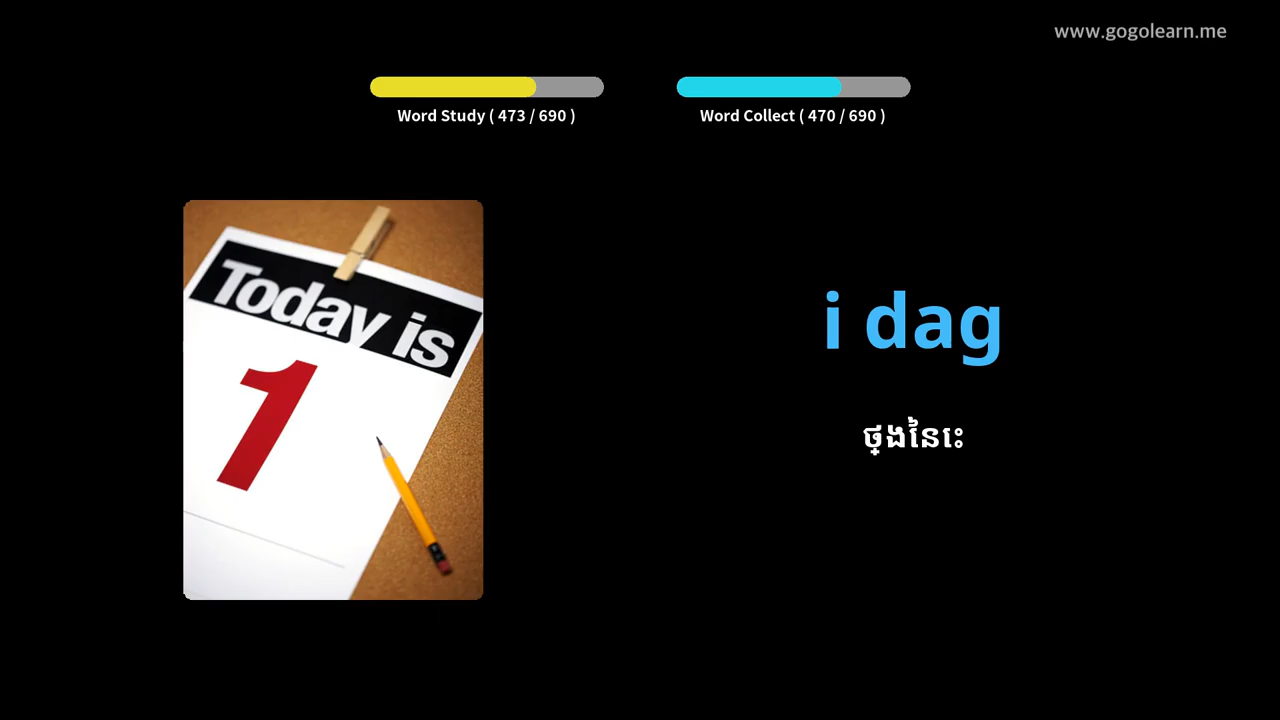 www.gogolearn.me
Word Study ( 473 / 690 )
Word Collect ( 470 / 690 )
Today is
1
i dag
ថ្ងៃនេះ